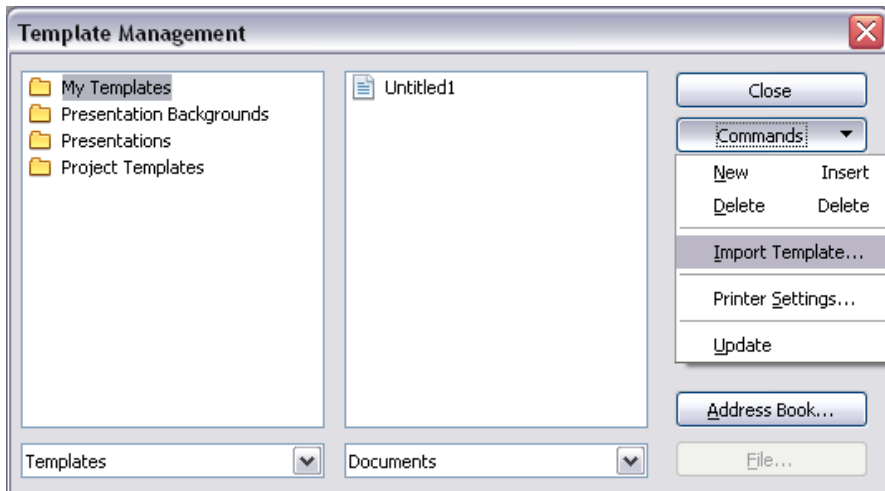 Template Management
My Templates
Presentation Backgrounds
Presentations
Project Templates
Templates
Untitled1
Documents
Close
Commands
New Insert
Delete Delete
Import Template...
Printer Settings...
Update
Address Book...
File...